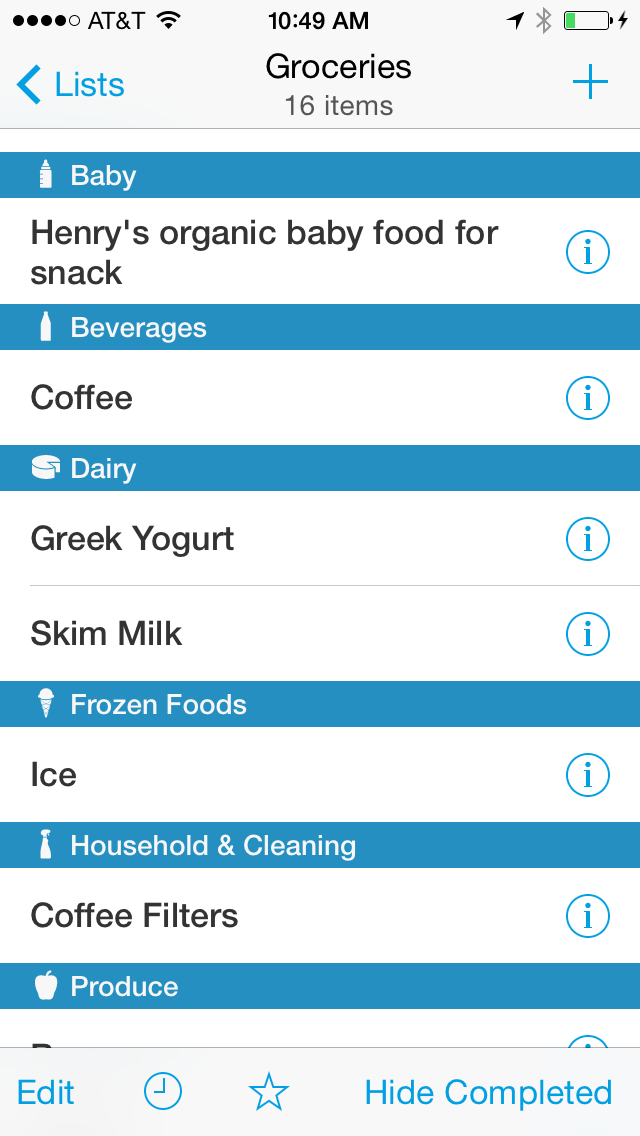 AT&T 10:49 AM
Lists Groceries
16 items
Baby
Henry's organic baby food for
snack
Beverages
Coffee
Dairy
Greek Yogurt
Skim Milk
Frozen Foods
Ice
Household & Cleaning
Coffee Filters
Produce
Edit Hide Completed